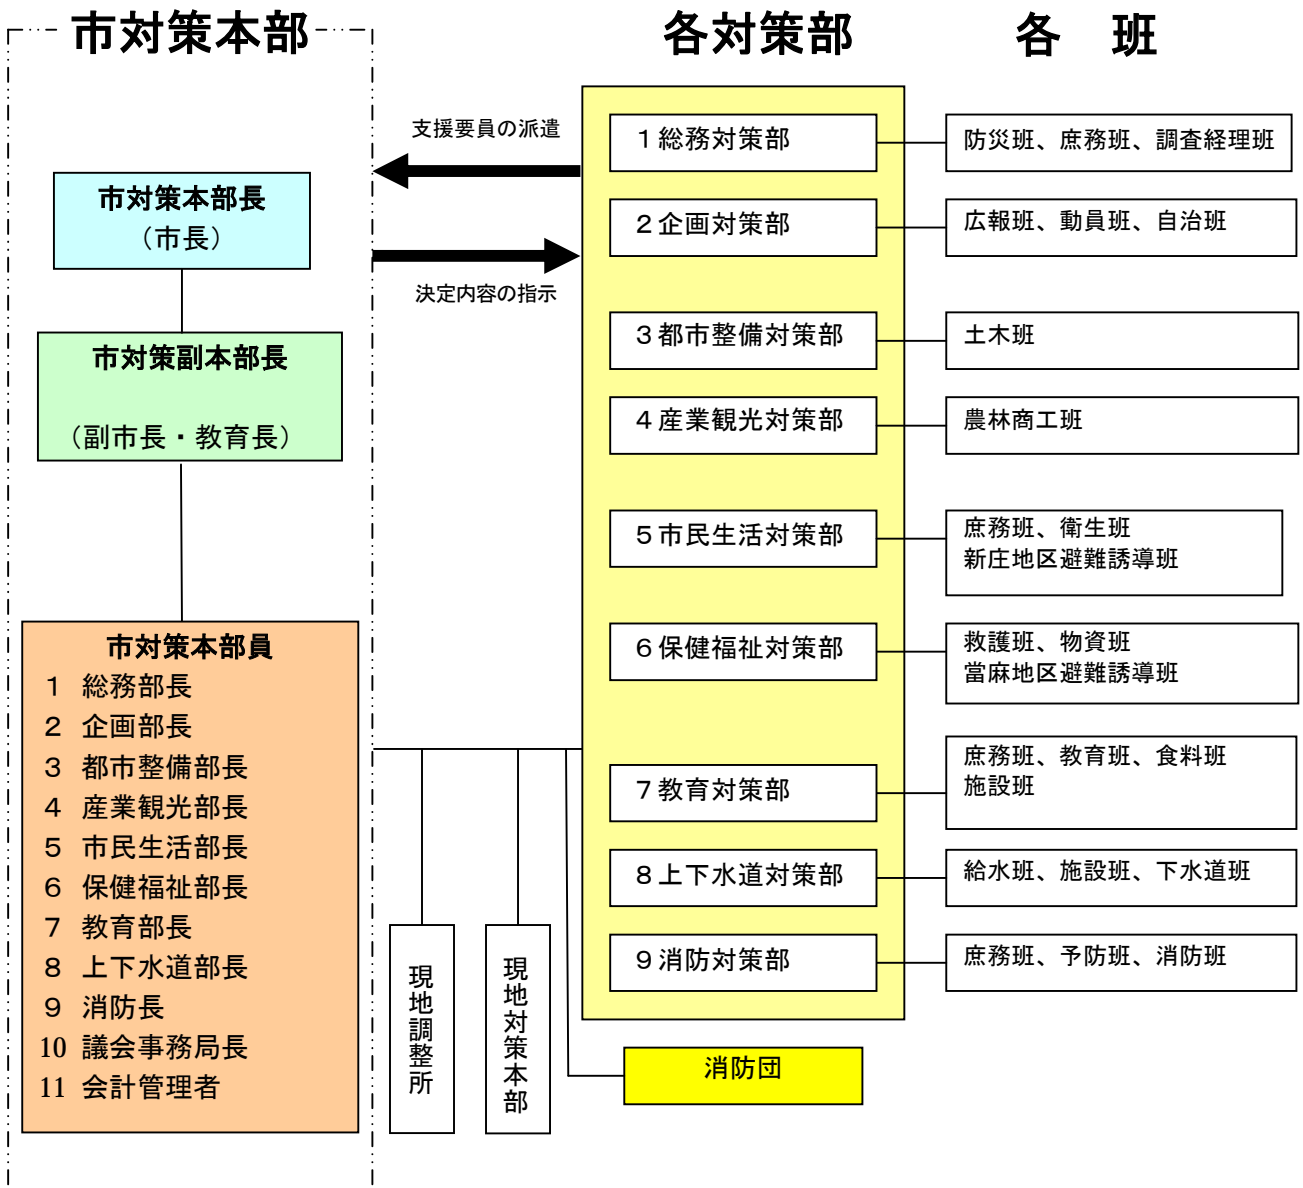 市対策本部
各対策部
各　班
支援要員の派遣
決定内容の指示
市対策本部長
（市長）
市対策副本部長
（副市長・教育長）
市対策本部員
1 総務部長
2 企画部長
3 都市整備部長
4 産業観光部長
5 市民生活部長
6 保健福祉部長
7 教育部長
8 上下水道部長
9 消防長
10 議会事務局長
11 会計管理者
現地調整所
現地対策本部
１総務対策部
防災班、庶務班、調査経理班
２企画対策部
広報班、動員班、自治班
３都市整備対策部
土木班
４産業観光対策部
農林商工班
５市民生活対策部
庶務班、衛生班
新庄地区避難誘導班
６保健福祉対策部
救護班、物資班
當麻地区避難誘導班
７教育対策部
庶務班、教育班、食料班
施設班
８上下水道対策部
給水班、施設班、下水道班
９消防対策部
庶務班、予防班、消防班
消防団